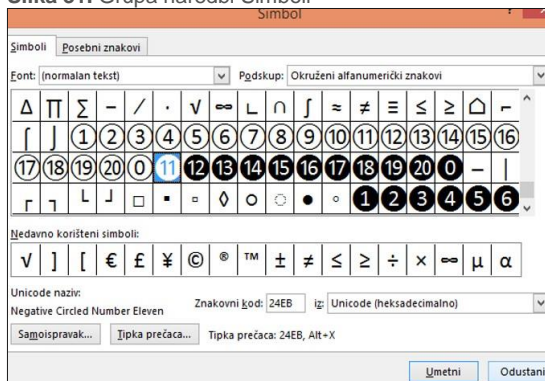 Slika 31. Grupa naredbi Simboli
Simbol
Simboli Posebni znakovi
Font: (normalan tekst) Podskup: Okruženi alfanumerički znakovi
∆ ∏ ∑ − ∕ ∙ √ ∞ ∟ ∩ ∫ ≈ ≠ ≡ ≤ ≥ ⌂ ⌐
⌠ ⌡ ① ② ③ ④ ⑤ ⑥ ⑦ ⑧ ⑨ ⑩ ⑪ ⑫ ⑬ ⑭ ⑮ ⑯
⑰ ⑱ ⑲ ⑳ ⓪ ⓫ ⓬ ⓭ ⓮ ⓯ ⓰ ⓱ ⓲ ⓳ ⓴ ⓿ ─ │
┌ ┐ └ ┘ □ ▪ ▫ ◊ ○ ◌ ● ◦ ❶ ❷ ❸ ❹ ❺ ❻
Nedavno korišteni simboli:
√ ] [ € £ ¥ © ® ™ ± ≠ ≤ ≥ ÷ × ∞ µ α
Unicode naziv:
Negative Circled Number Eleven
Znakovni kod: 24EB iz: Unicode (heksadecimalno)
Samoispravak... Tipka prečaca... Tipka prečaca: 24EB, Alt+X
Umetni Odustani